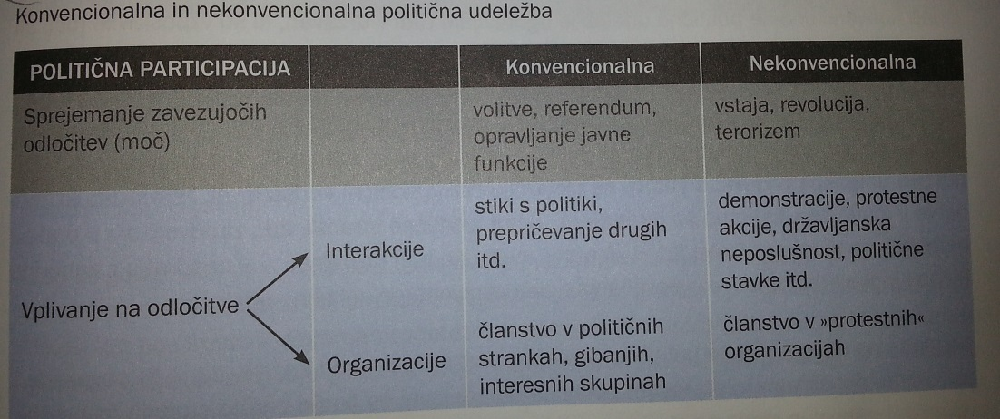 Konvencionalna in nekonvencionalna politična udeležba
POLITIČNA PARTICIPACIJA
Konvencionalna
Nekonvencionalna
Sprejemanje zavezujočih
odločitev (moč)
volitve, referendum,
opravljanje javne
funkcije
vstaja, revolucija,
terorizem
Vplivanje na odločitve
Interakcije
stiki s politiki,
prepričevanje drugih
itd.
demonstracije, protestne
akcije, državljanska
neposlušnost, politične
stavke itd.
Organizacije
članstvo v političnih
strankah, gibanjih,
interesnih skupinah
članstvo v »protestnih«
organizacijah